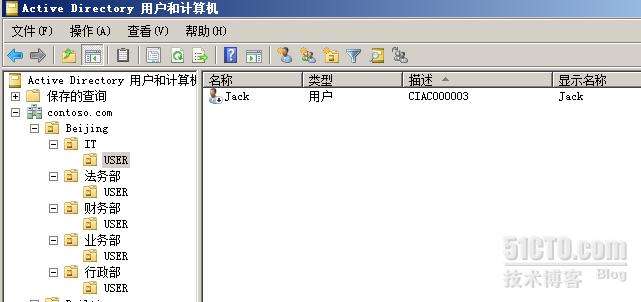 Active Directory 用户和计算机
文件(F) 操作(A) 查看(V) 帮助(H)
Active Directory 用户和计算机
保存的查询
contoso.com
Beijing
IT
USER
法务部
USER
财务部
USER
业务部
USER
行政部
USER
名称 类型 描述 显示名称
Jack 用户 CIAC000003 Jack
51CTO.com
技术博客 Blog